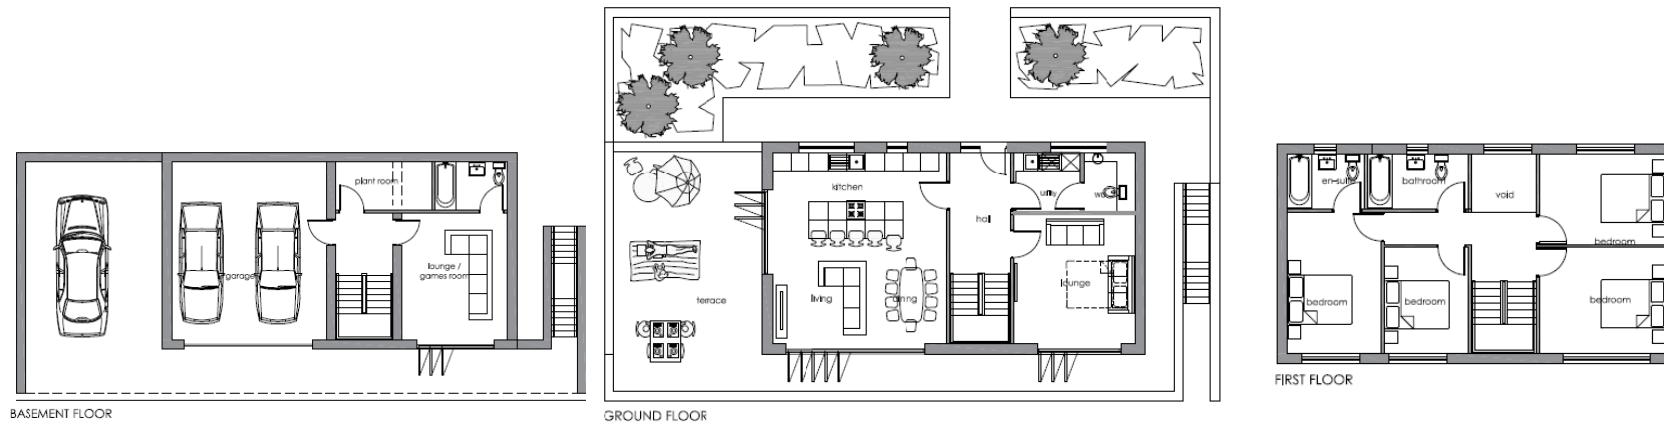 plant room
garage
lounge /
games room
BASEMENT FLOOR
kitchen
hall
utility
wc
terrace
living
dining
lounge
GROUND FLOOR
en-suite
bathroom
void
bedroom
bedroom
bedroom
bedroom
FIRST FLOOR